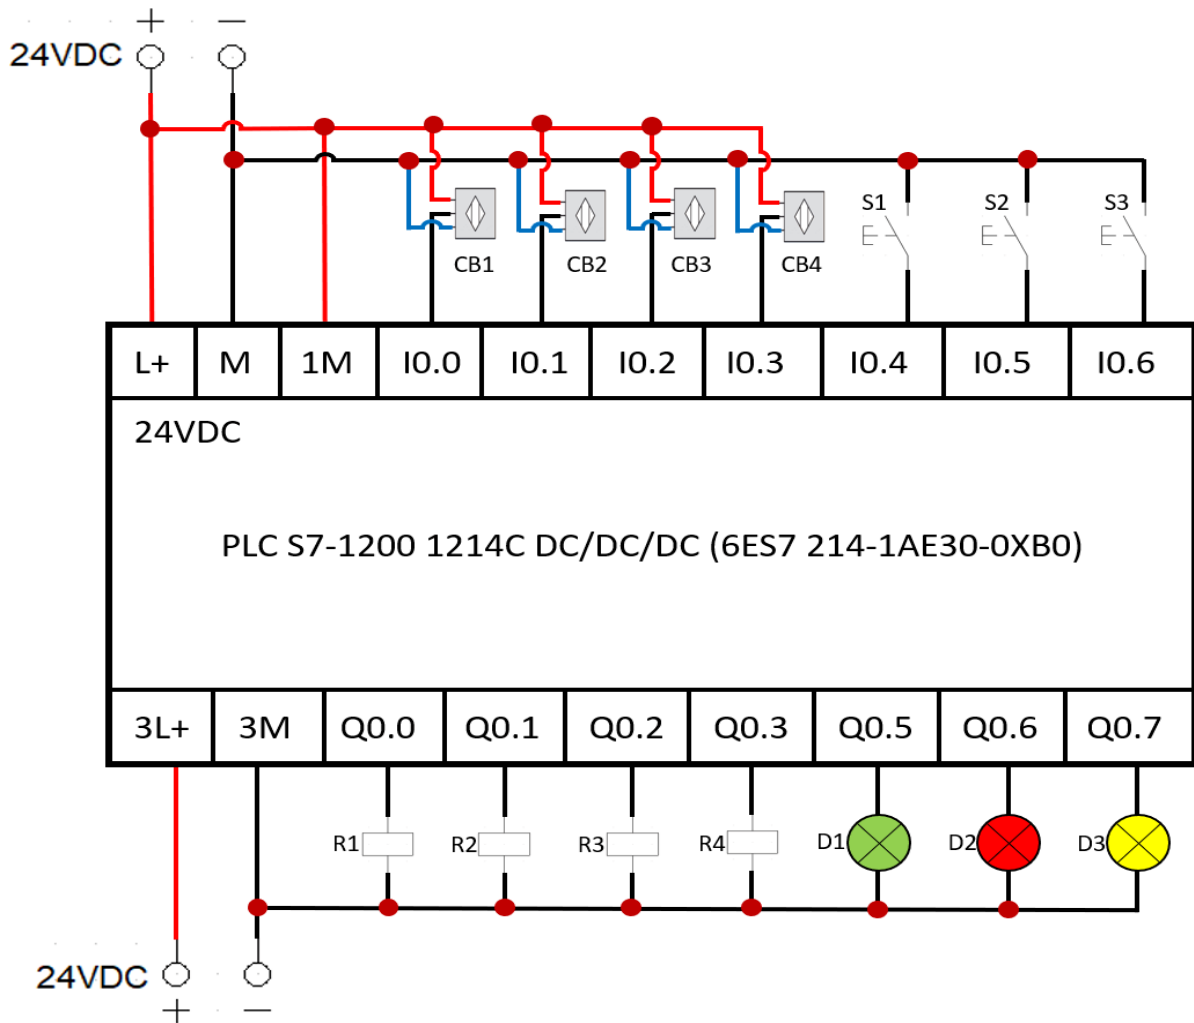 + −
24VDC
S1 S2 S3
CB1 CB2 CB3 CB4
L+ M 1M I0.0 I0.1 I0.2 I0.3 I0.4 I0.5 I0.6
24VDC
PLC S7-1200 1214C DC/DC/DC (6ES7 214-1AE30-0XB0)
3L+ 3M Q0.0 Q0.1 Q0.2 Q0.3 Q0.5 Q0.6 Q0.7
R1 R2 R3 R4 D1 D2 D3
24VDC
+ −